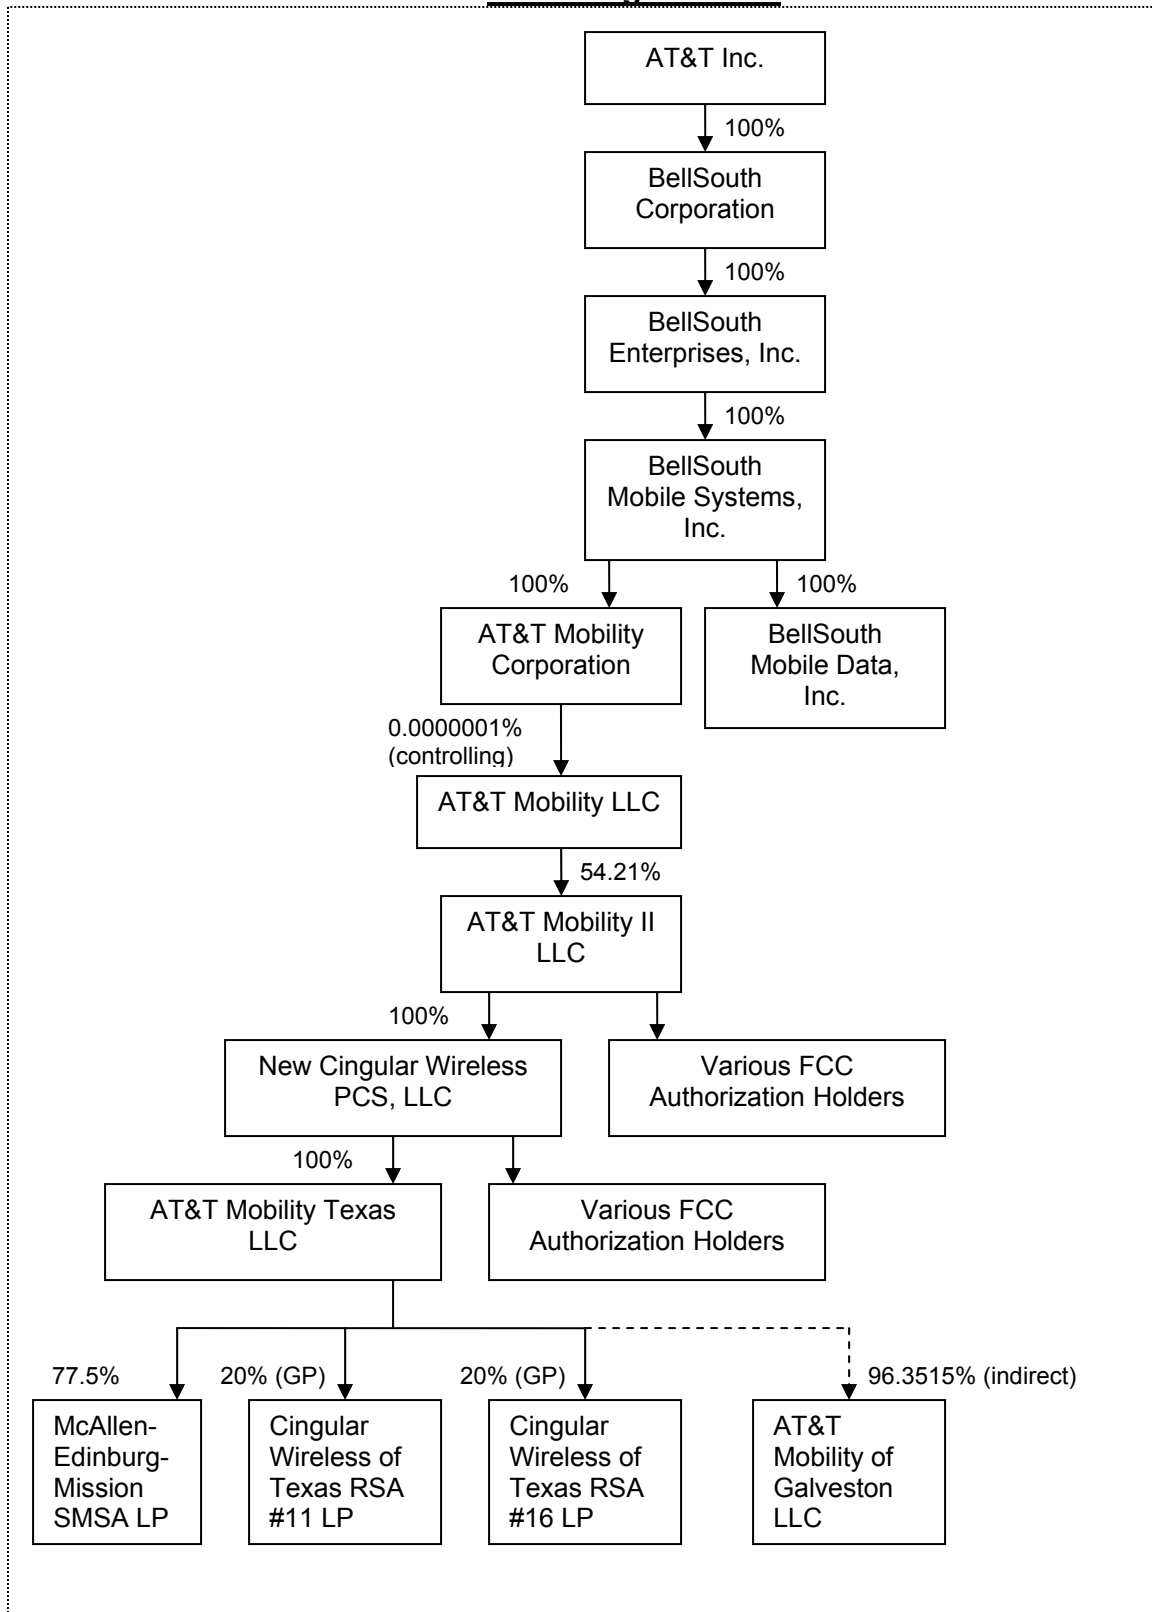 AT&T Inc.
100%
BellSouth
Corporation
100%
BellSouth
Enterprises, Inc.
100%
BellSouth
Mobile Systems,
Inc.
100%
100%
AT&T Mobility
Corporation
BellSouth
Mobile Data,
Inc.
0.0000001%
(controlling)
AT&T Mobility LLC
54.21%
AT&T Mobility II
LLC
100%
New Cingular Wireless
PCS, LLC
Various FCC
Authorization Holders
100%
AT&T Mobility Texas
LLC
Various FCC
Authorization Holders
77.5%
20% (GP)
20% (GP)
96.3515% (indirect)
McAllen-
Edinburg-
Mission
SMSA LP
Cingular
Wireless of
Texas RSA
#11 LP
Cingular
Wireless of
Texas RSA
#16 LP
AT&T
Mobility of
Galveston
LLC